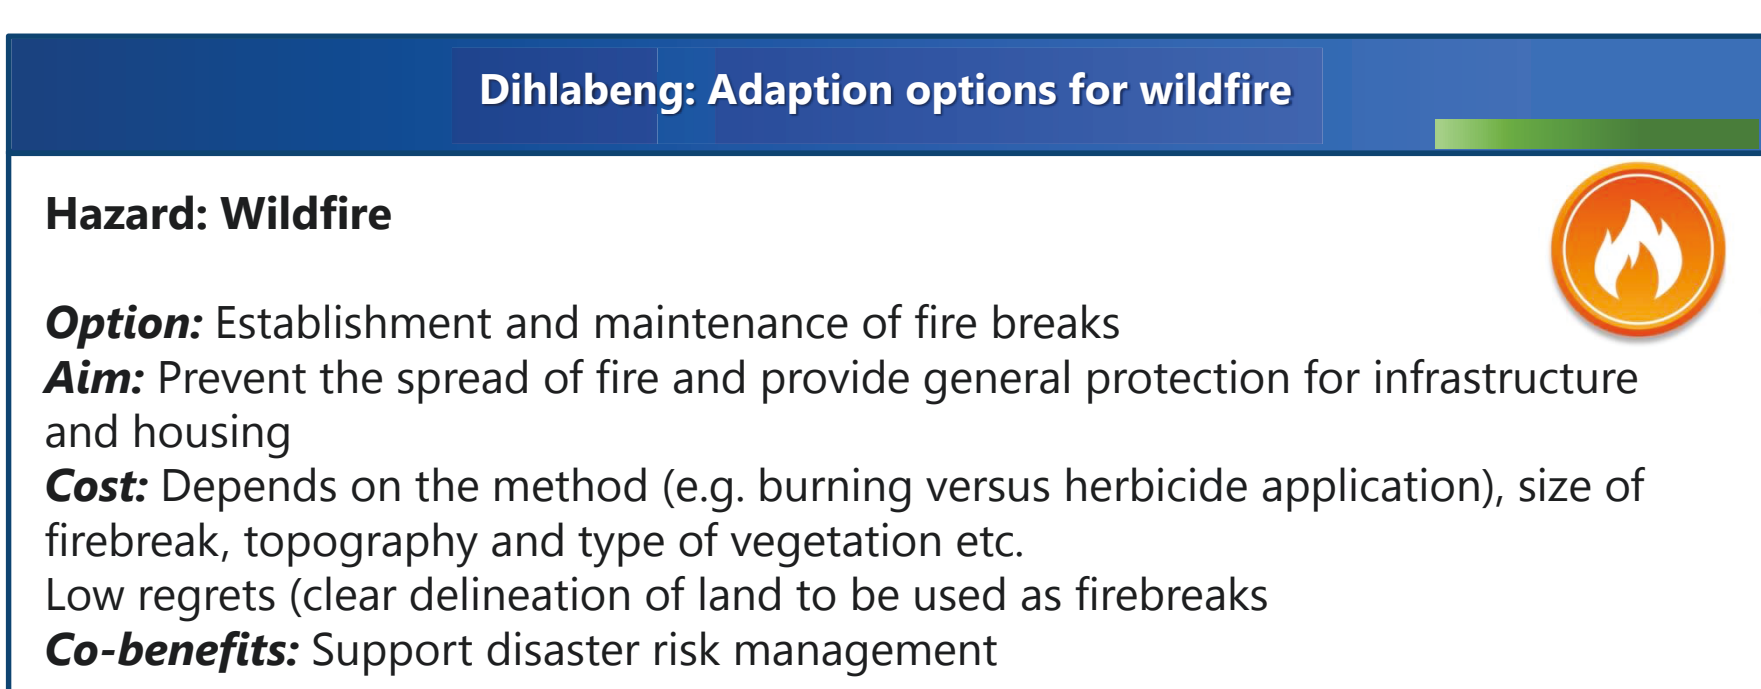 Dihlabeng: Adaption options for wildfire
Hazard: Wildfire
Option: Establishment and maintenance of fire breaks
Aim: Prevent the spread of fire and provide general protection for infrastructure
and housing
Cost: Depends on the method (e.g. burning versus herbicide application), size of
firebreak, topography and type of vegetation etc.
Low regrets (clear delineation of land to be used as firebreaks
Co-benefits: Support disaster risk management